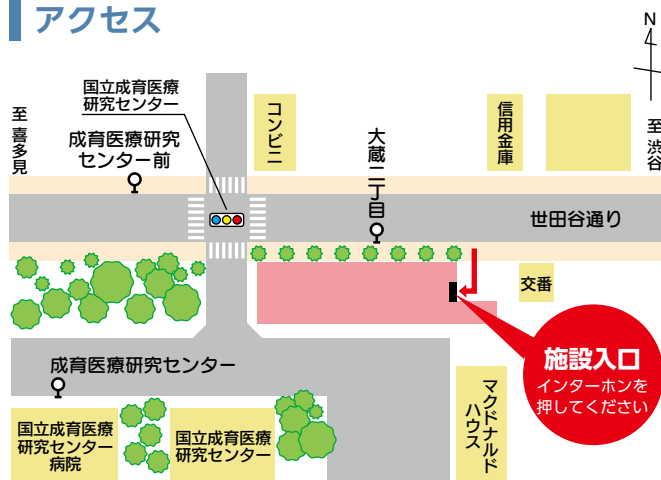 アクセス
N
国立成育医療
研究センター
至 喜多見
成育医療研究
センター前
コンビニ
大蔵二丁目
信用金庫
至 渋谷
世田谷通り
交番
施設入口
インターホンを
押してください
成育医療研究センター
マクドナルド
ハウス
国立成育医療
研究センター
病院
国立成育医療
研究センター